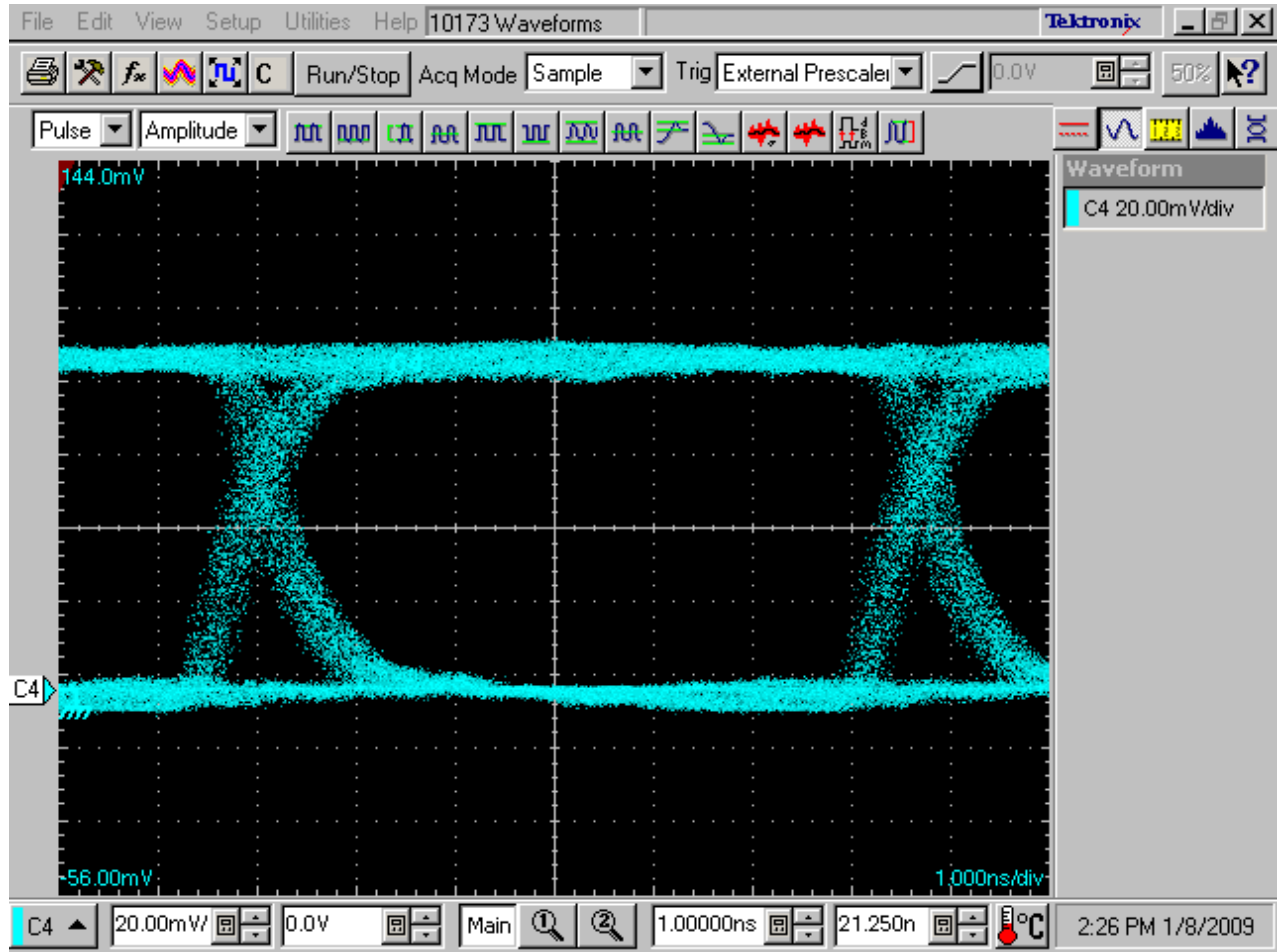 File Edit View Setup Utilities Help 10173 Waveforms Tektronix
C Run/Stop Acq Mode Sample Trig External Prescaler 0.0V 50%
Pulse Amplitude
144.0mV
Waveform
C4 20.00mV/div
C4
-56.00mV 1.000ns/div
C4 20.00mV/ 0.0V Main 1 2 1.00000ns 21.250n °C 2:26 PM 1/8/2009